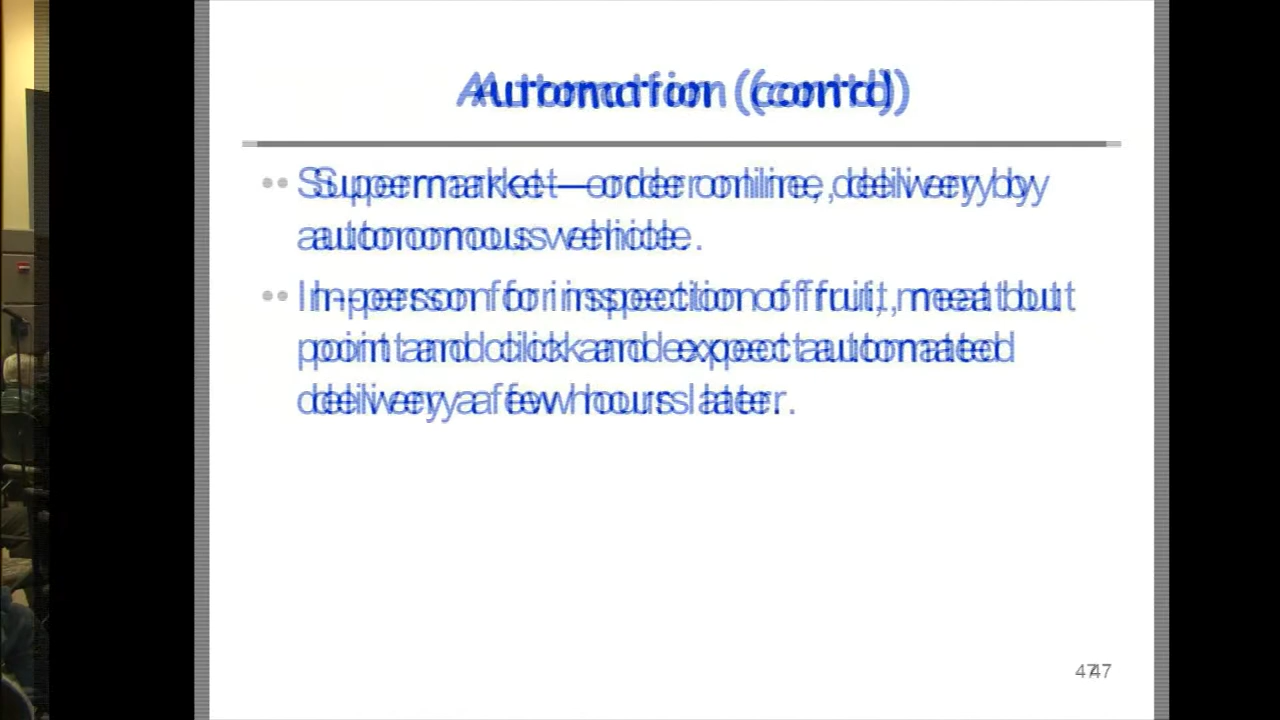 Automation (contd)
• Supermarket—order online, delivery by
autonomous vehicle.
• In-person for inspection of fruit, meat but
point and click and expect automated
delivery a few hours later.
47